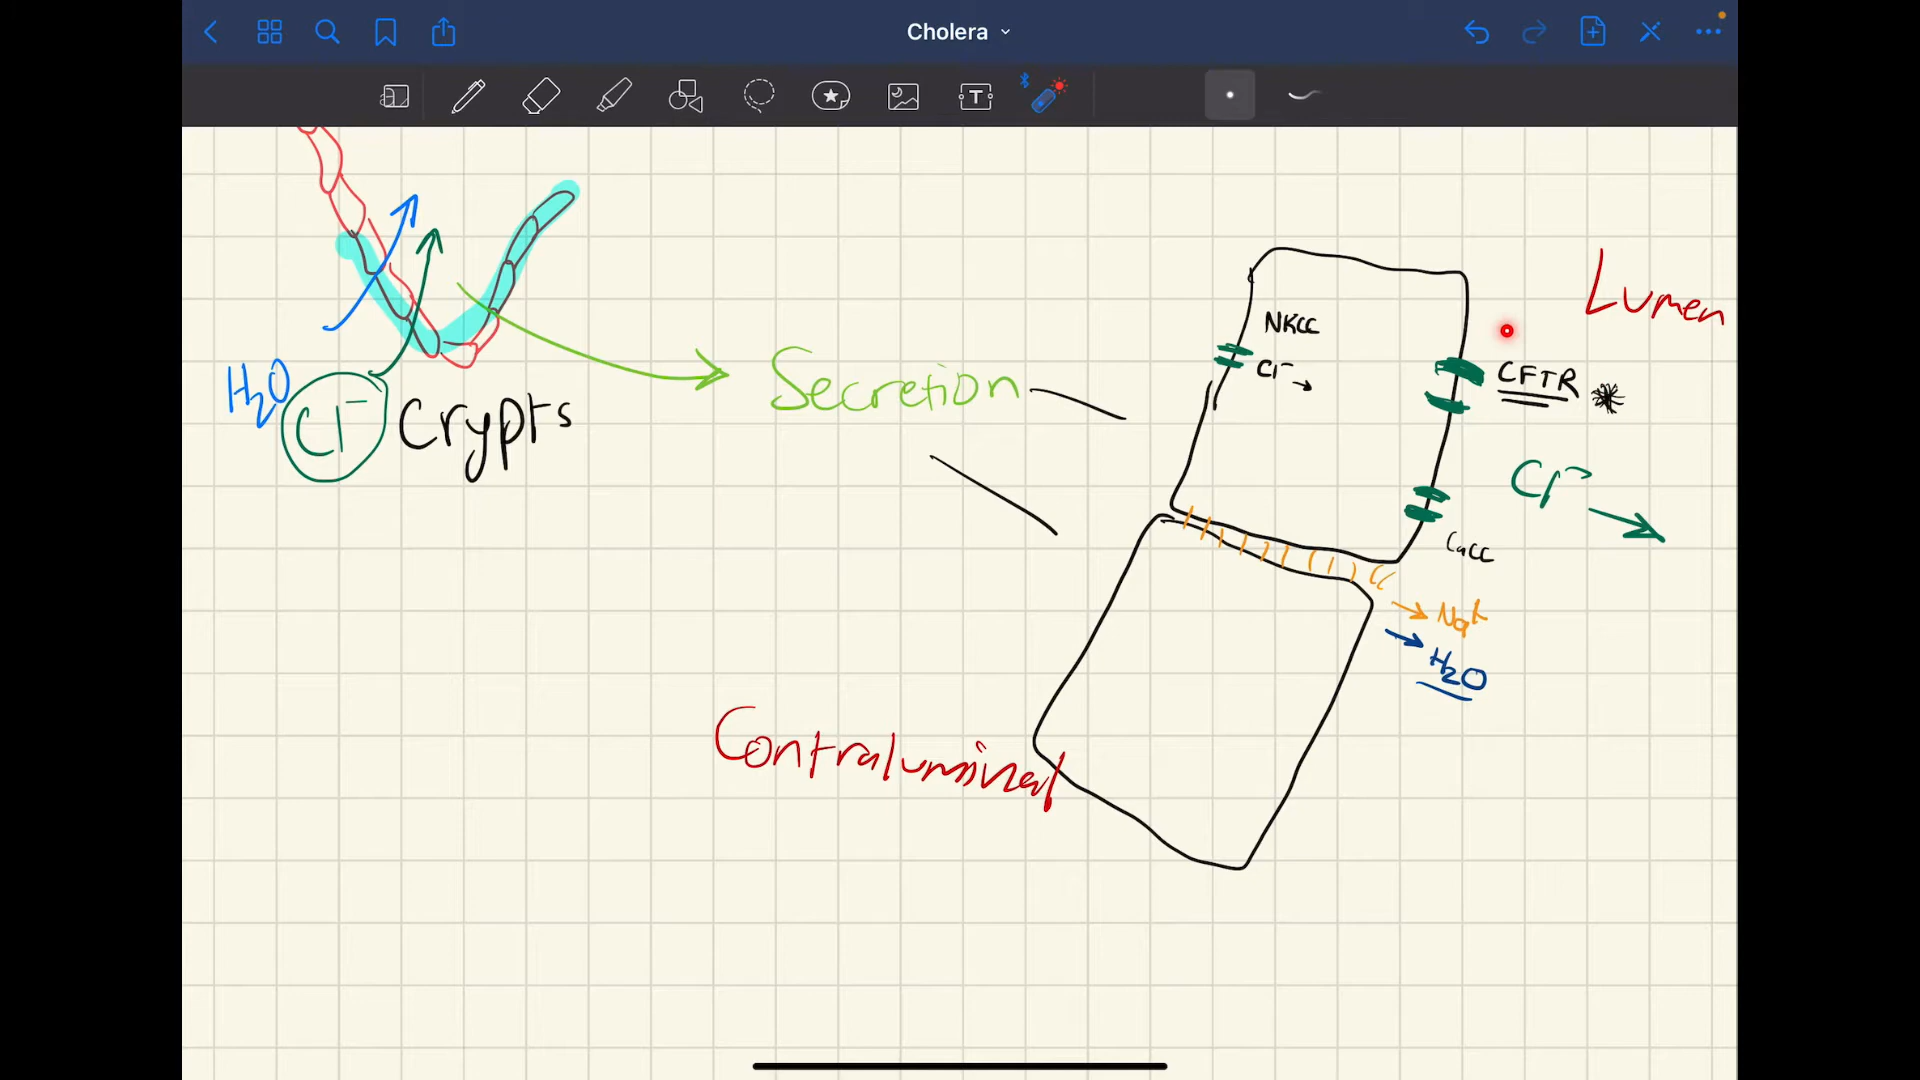 Cholera
T
Lumen
NKCC
Cl⁻
CFTR
Secretion
H₂O
Cl⁻
Crypts
Cl⁻
CaCC
Na⁺
H₂O
Contraluminal